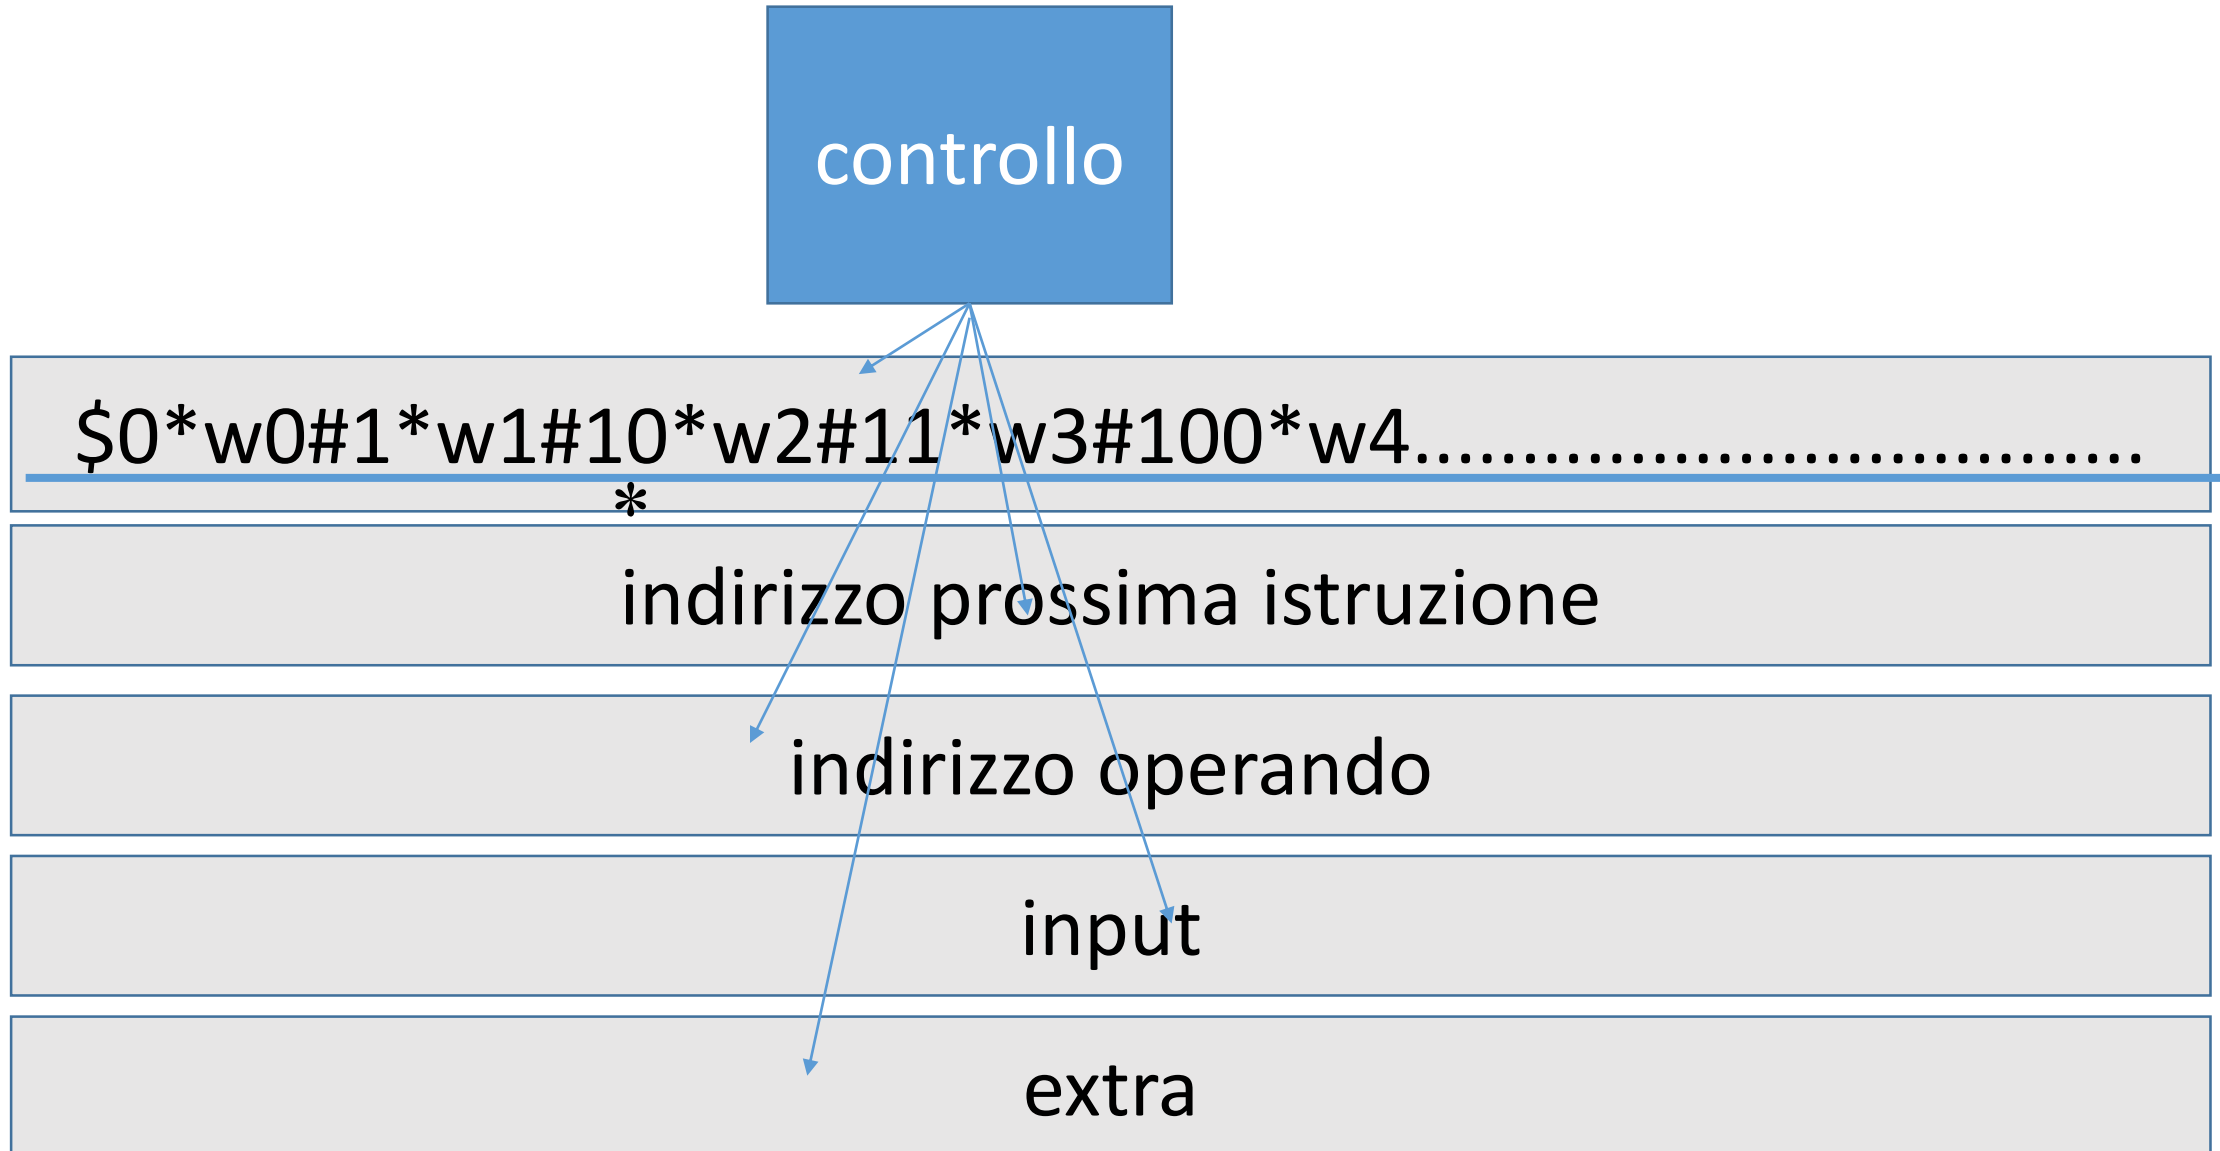 controllo
$0*w0#1*w1#10*w2#11*w3#100*w4..................................
*
indirizzo prossima istruzione
indirizzo operando
input
extra